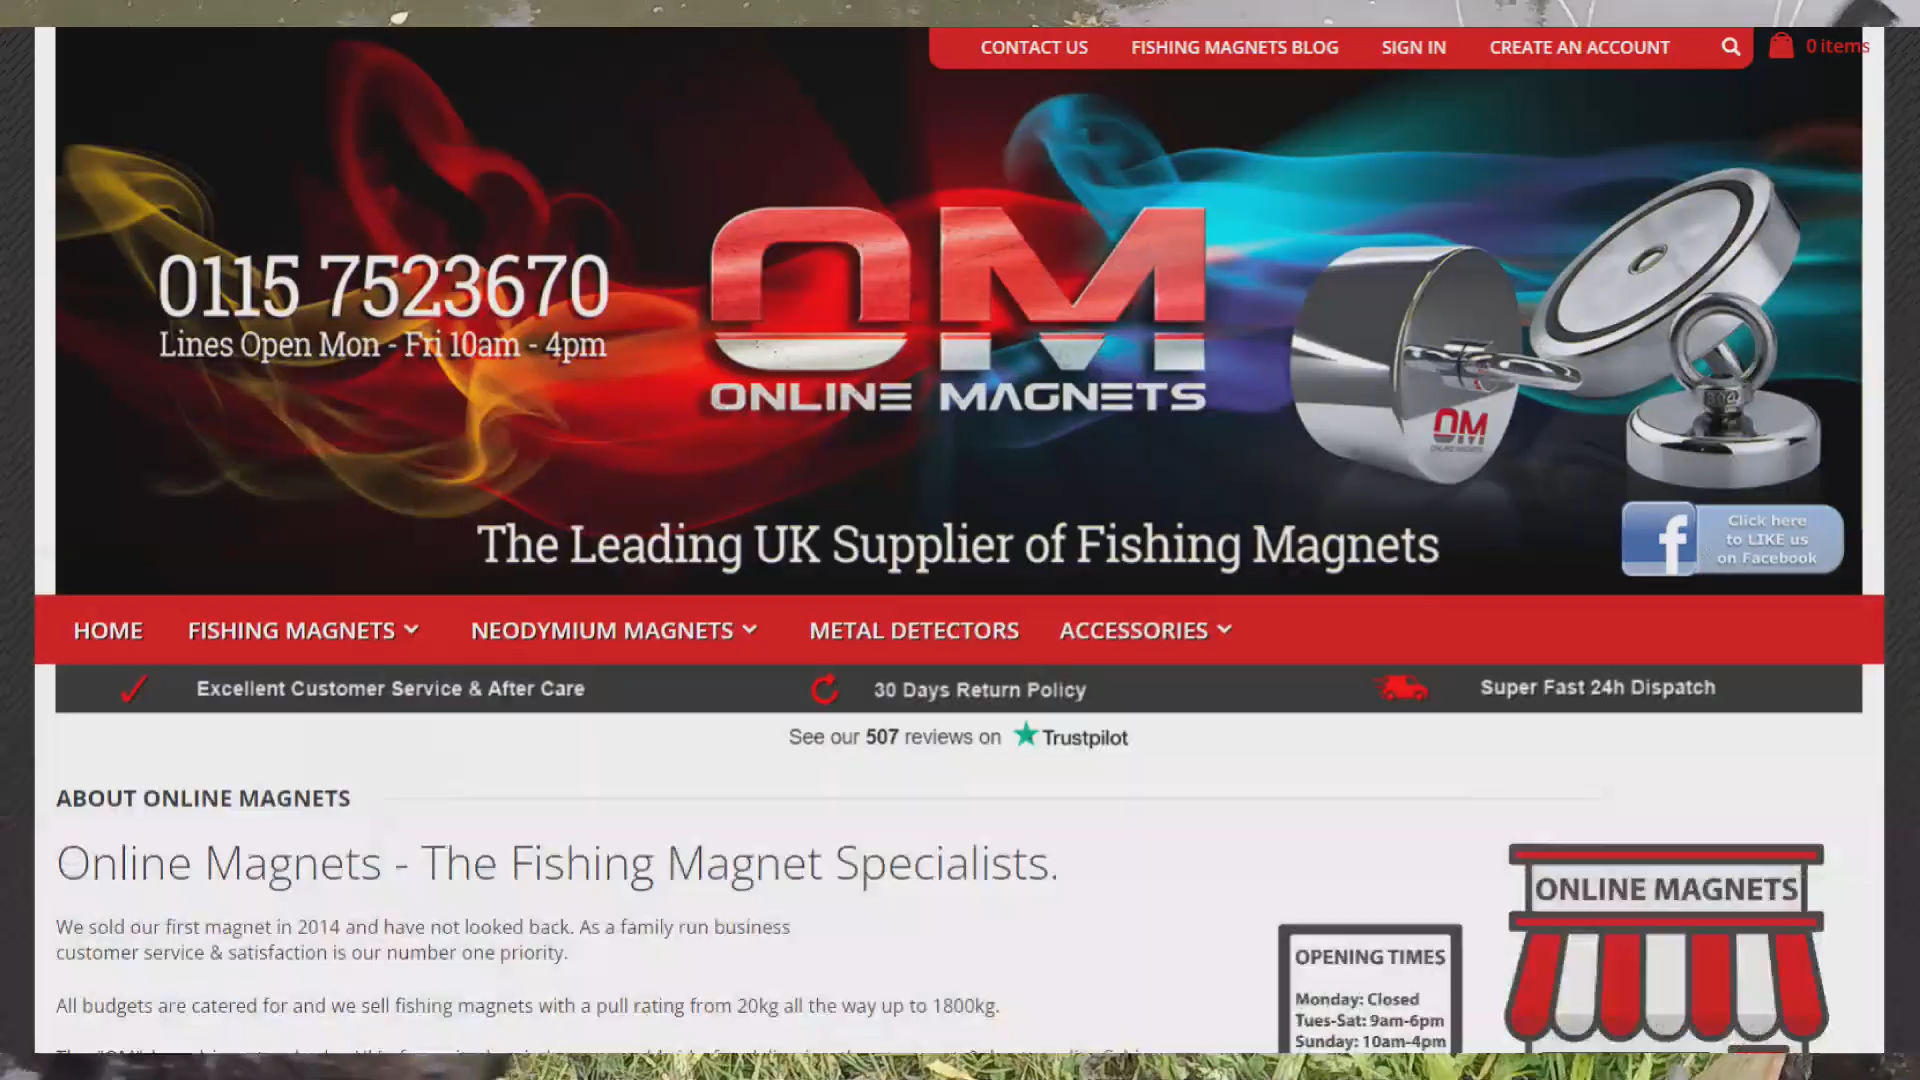 CONTACT US FISHING MAGNETS BLOG SIGN IN CREATE AN ACCOUNT 0 items
0115 7523670
Lines Open Mon - Fri 10am - 4pm
OM
ONLINE MAGNETS
OM
The Leading UK Supplier of Fishing Magnets
Click here
to LIKE us
on Facebook
HOME FISHING MAGNETS NEODYMIUM MAGNETS METAL DETECTORS ACCESSORIES
Excellent Customer Service & After Care 30 Days Return Policy Super Fast 24h Dispatch
See our 507 reviews on Trustpilot
ABOUT ONLINE MAGNETS
Online Magnets - The Fishing Magnet Specialists.
We sold our first magnet in 2014 and have not looked back. As a family run business
customer service & satisfaction is our number one priority.
All budgets are catered for and we sell fishing magnets with a pull rating from 20kg all the way up to 1800kg.
ONLINE MAGNETS
OPENING TIMES
Monday: Closed
Tues-Sat: 9am-6pm
Sunday: 10am-4pm